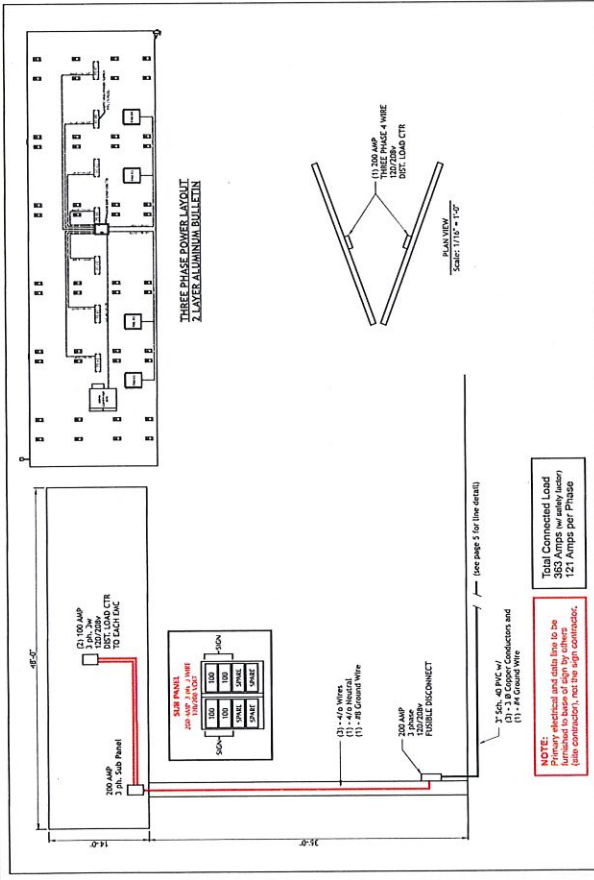 THREE PHASE POWER LAYOUT
2 LAYER ALUMINUM BULLETIN
48'-0"
14'-0"
35'-0"
(2) 100 AMP
3 ph. 3w
120/208v
DIST. LOAD CTR
TO EACH EMC
200 AMP
3 ph. Sub Panel
SUB PANEL
120/208 VOLT
SIGN
100
100
100
100
SIGN
SPARE
SPARE
SPARE
SPARE
(3) - 4/o Wires
(1) - 4/o Neutral
(1) - #8 Ground Wire
200 AMP
3 phase
120/208v
FUSIBLE DISCONNECT
(1) 200 AMP
THREE PHASE 4 WIRE
120/208v
DIST. LOAD CTR
PLAN VIEW
Scale: 1/16" = 1'-0"
(see page 5 for line detail)
3" Sch. 40 PVC w/
(3) - 3 Ø Copper Conductors and
(1) - #4 Ground Wire
NOTE:
Primary electrical and data line to be
furnished to base of sign by others
(site contractor), not the sign contractor.
Total Connected Load
363 Amps (w/ safety factor)
121 Amps per Phase